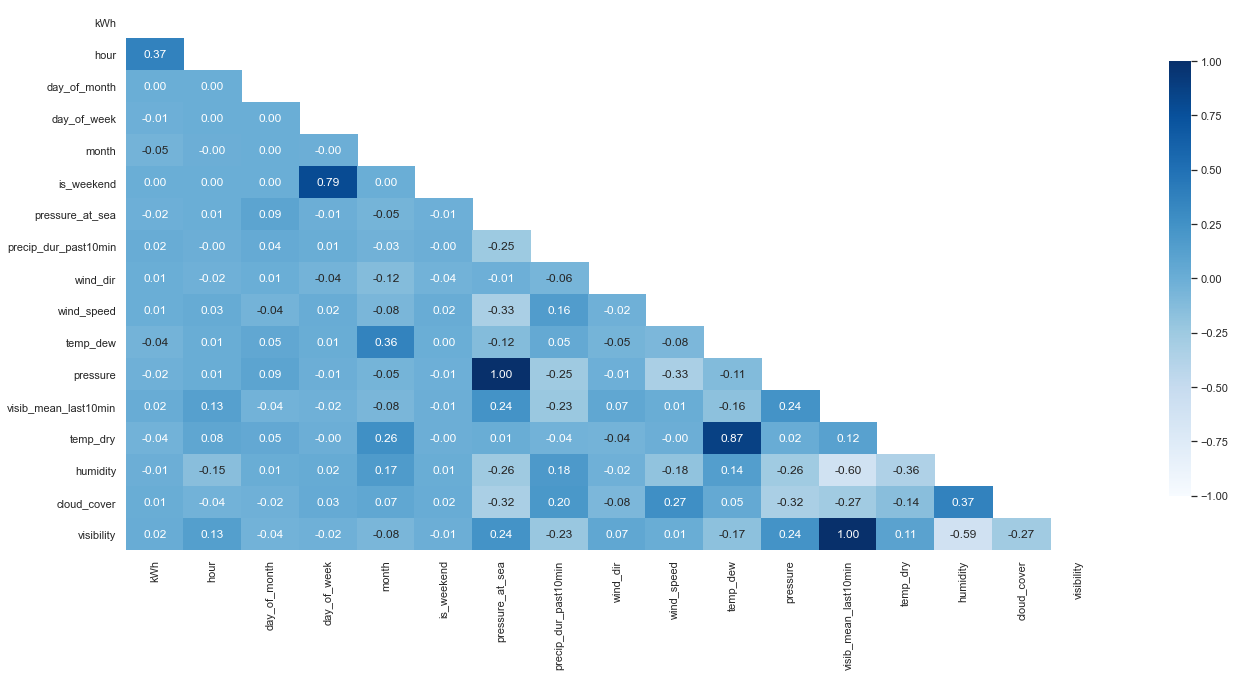 kWh
hour 0.37
day_of_month 0.00 0.00
day_of_week -0.01 0.00 0.00
month -0.05 -0.00 0.00 -0.00
is_weekend 0.00 0.00 0.00 0.79 0.00
pressure_at_sea -0.02 0.01 0.09 -0.01 -0.05 -0.01
precip_dur_past10min 0.02 -0.00 0.04 0.01 -0.03 -0.00 -0.25
wind_dir 0.01 -0.02 0.01 -0.04 -0.12 -0.04 -0.01 -0.06
wind_speed 0.01 0.03 -0.04 0.02 -0.08 0.02 -0.33 0.16 -0.02
temp_dew -0.04 0.01 0.05 0.01 0.36 0.00 -0.12 0.05 -0.05 -0.08
pressure -0.02 0.01 0.09 -0.01 -0.05 -0.01 1.00 -0.25 -0.01 -0.33 -0.11
visib_mean_last10min 0.02 0.13 -0.04 -0.02 -0.08 -0.01 0.24 -0.23 0.07 0.01 -0.16 0.24
temp_dry -0.04 0.08 0.05 -0.00 0.26 -0.00 0.01 -0.04 -0.04 -0.00 0.87 0.02 0.12
humidity -0.01 -0.15 0.01 0.02 0.17 0.01 -0.26 0.18 -0.02 -0.18 0.14 -0.26 -0.60 -0.36
cloud_cover 0.01 -0.04 -0.02 0.03 0.07 0.02 -0.32 0.20 -0.08 0.27 0.05 -0.32 -0.27 -0.14 0.37
visibility 0.02 0.13 -0.04 -0.02 -0.08 -0.01 0.24 -0.23 0.07 0.01 -0.17 0.24 1.00 0.11 -0.59 -0.27
kWh
hour
day_of_month
day_of_week
month
is_weekend
pressure_at_sea
precip_dur_past10min
wind_dir
wind_speed
temp_dew
pressure
visib_mean_last10min
temp_dry
humidity
cloud_cover
visibility
1.00
0.75
0.50
0.25
0.00
−0.25
−0.50
−0.75
−1.00